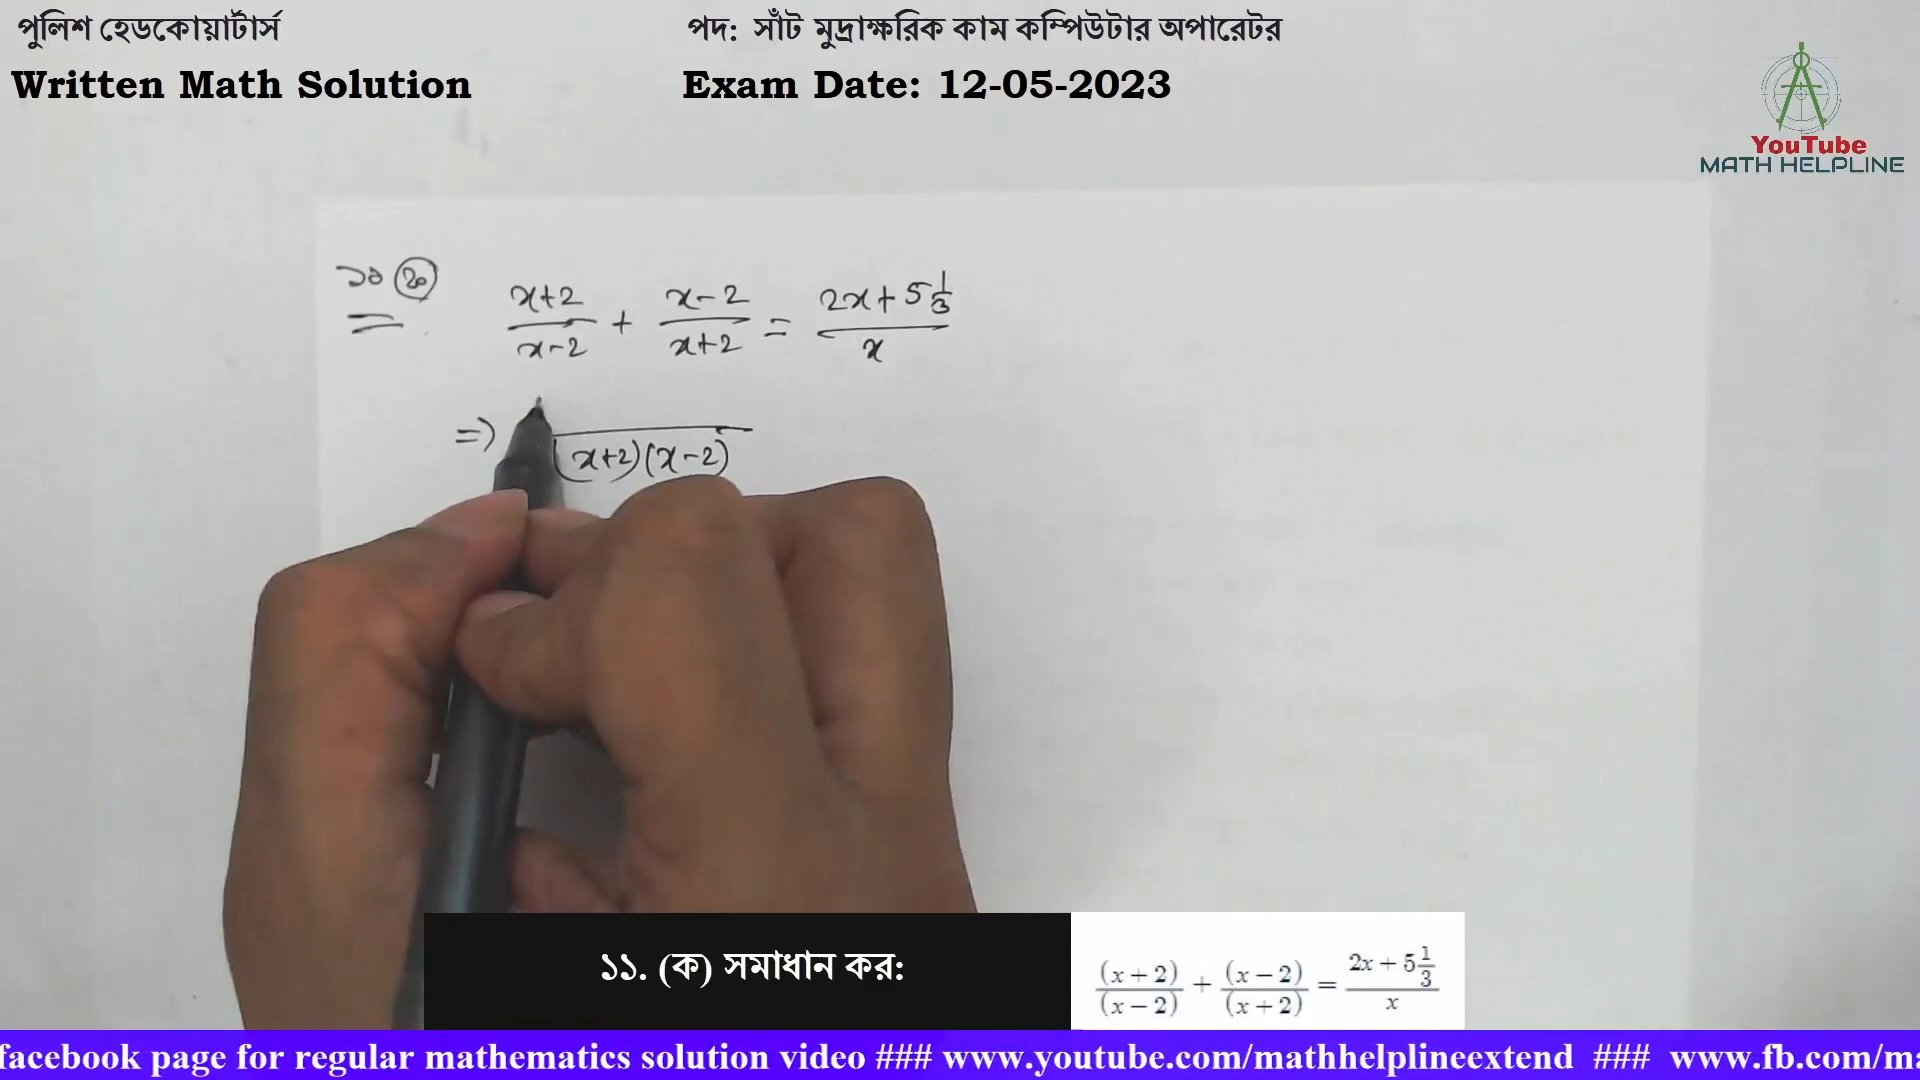 পুলিশ হেডকোয়ার্টার্স
পদ: সাঁট মুদ্রাক্ষরিক কাম কম্পিউটার অপারেটর
Written Math Solution
Exam Date: 12-05-2023
YouTube
MATH HELPLINE
(x+2)/(x-2) + (x-2)/(x+2) = (2x+5 1/3)/x
=> (x+2)(x-2)
১১. (ক) সমাধান কর:
(x + 2)/(x − 2) + (x − 2)/(x + 2) = (2x + 5 1/3)/x
facebook page for regular mathematics solution video ### www.youtube.com/mathhelplineextend ### www.fb.com/ma